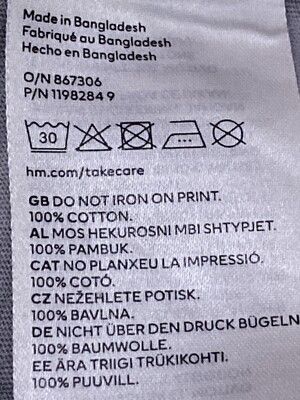 Made in Bangladesh
Fabriqué au Bangladesh
Hecho en Bangladesh
O/N 867306
P/N 1198284 9
30
hm.com/takecare
GB DO NOT IRON ON PRINT.
100% COTTON.
AL MOS HEKUROSNI MBI SHTYPJET.
100% PAMBUK.
CAT NO PLANXEU LA IMPRESSIÓ.
100% COTÓ.
CZ NEŽEHLETE POTISK.
100% BAVLNA.
DE NICHT ÜBER DEN DRUCK BÜGELN
100% BAUMWOLLE.
EE ÄRA TRIIGI TRÜKIKOHTI.
100% PUUVILL.